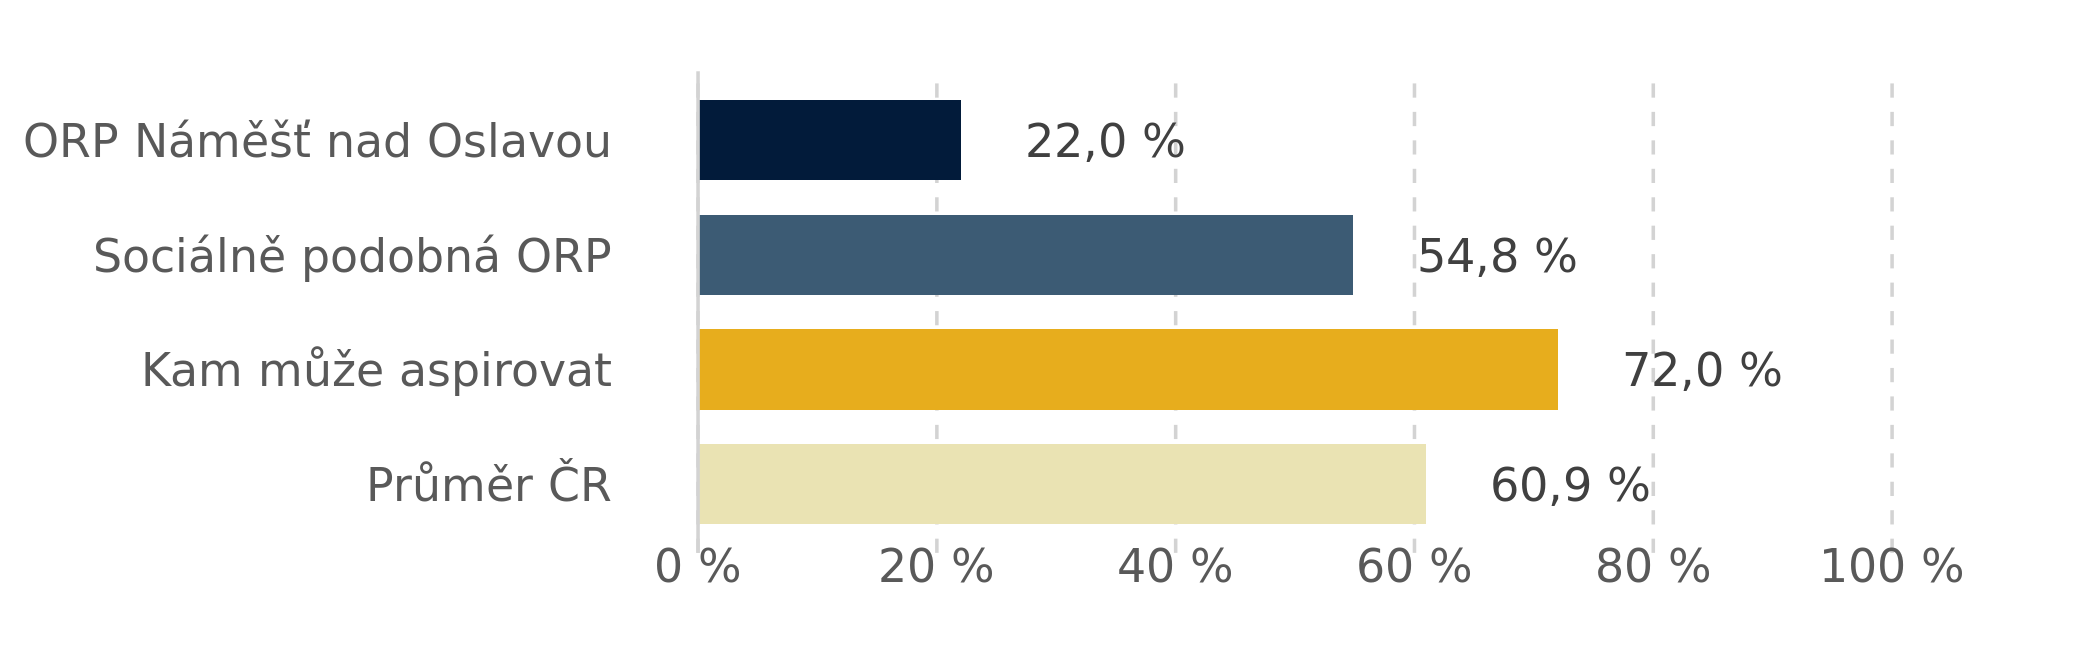 ORP Náměšť nad Oslavou 22,0 %
Sociálně podobná ORP 54,8 %
Kam může aspirovat 72,0 %
Průměr ČR 60,9 %
0 % 20 % 40 % 60 % 80 % 100 %